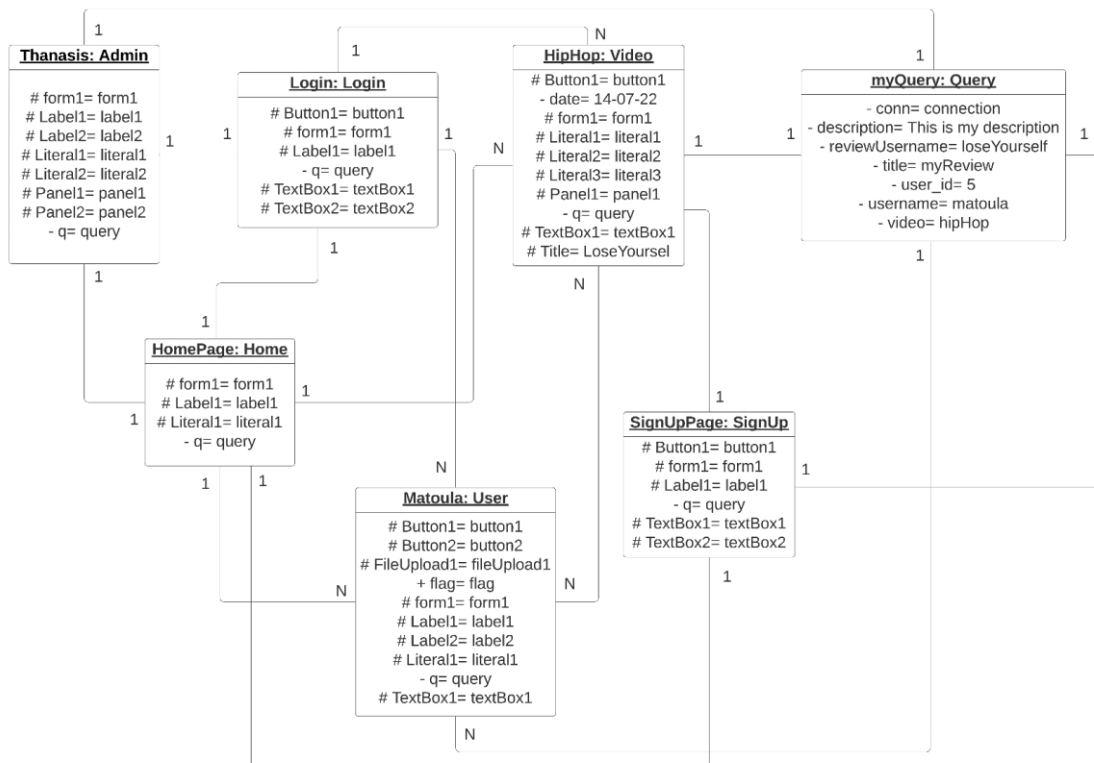 1
1
1
N
Thanasis: Admin
# form1= form1
# Label1= label1
# Label2= label2
# Literal1= literal1
# Literal2= literal2
# Panel1= panel1
# Panel2= panel2
- q= query
1
1
Login: Login
# Button1= button1
# form1= form1
# Label1= label1
- q= query
# TextBox1= textBox1
# TextBox2= textBox2
1
1
1
HipHop: Video
# Button1= button1
- date= 14-07-22
# form1= form1
# Literal1= literal1
# Literal2= literal2
# Literal3= literal3
# Panel1= panel1
- q= query
# TextBox1= textBox1
# Title= LoseYoursel
N
1
N
1
myQuery: Query
- conn= connection
- description= This is my description
- reviewUsername= loseYourself
- title= myReview
- user_id= 5
- username= matoula
- video= hipHop
1
1
1
HomePage: Home
# form1= form1
# Label1= label1
# Literal1= literal1
- q= query
1
1
1
1
1
1
SignUpPage: SignUp
# Button1= button1
# form1= form1
# Label1= label1
- q= query
# TextBox1= textBox1
# TextBox2= textBox2
1
1
N
Matoula: User
# Button1= button1
# Button2= button2
# FileUpload1= fileUpload1
+ flag= flag
# form1= form1
# Label1= label1
# Label2= label2
# Literal1= literal1
- q= query
# TextBox1= textBox1
N
N
N